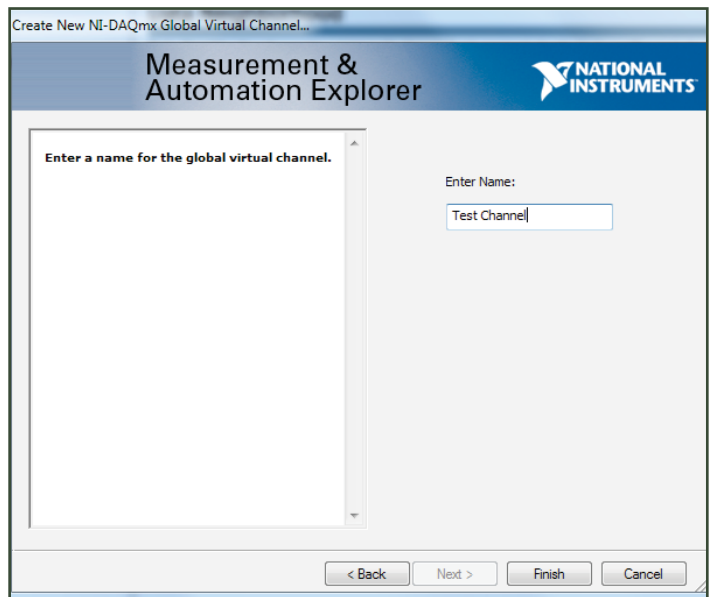 Create New NI-DAQmx Global Virtual Channel...
Measurement &
Automation Explorer
NATIONAL
INSTRUMENTS
Enter a name for the global virtual channel.
Enter Name:
Test Channel
< Back Next > Finish Cancel